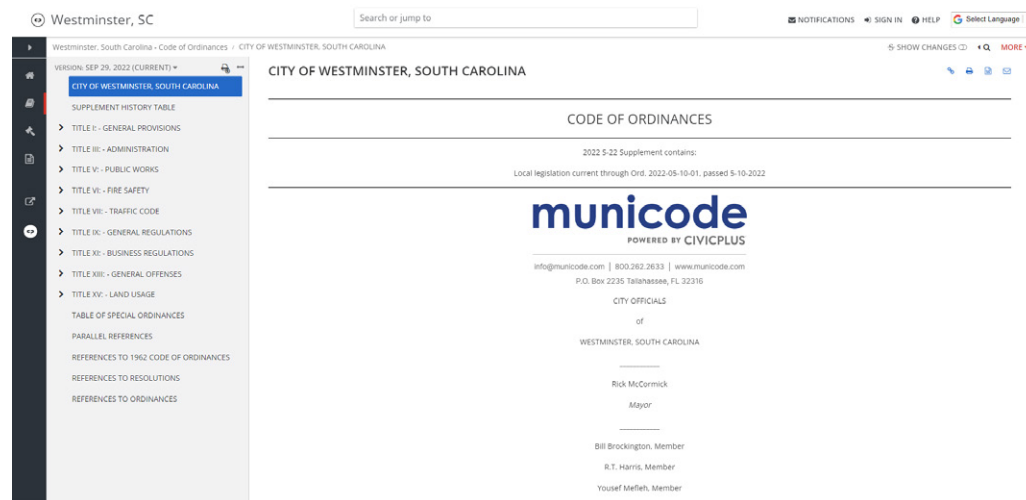 Westminster, SC
Search or jump to
NOTIFICATIONS
SIGN IN
HELP
Select Language
Westminster, South Carolina - Code of Ordinances / CITY OF WESTMINSTER, SOUTH CAROLINA
SHOW CHANGES
MORE
VERSION: SEP 29, 2022 (CURRENT)
CITY OF WESTMINSTER, SOUTH CAROLINA
SUPPLEMENT HISTORY TABLE
TITLE I: - GENERAL PROVISIONS
TITLE III: - ADMINISTRATION
TITLE V: - PUBLIC WORKS
TITLE VI: - FIRE SAFETY
TITLE VII: - TRAFFIC CODE
TITLE IX: - GENERAL REGULATIONS
TITLE XI: - BUSINESS REGULATIONS
TITLE XIII: - GENERAL OFFENSES
TITLE XV: - LAND USAGE
TABLE OF SPECIAL ORDINANCES
PARALLEL REFERENCES
REFERENCES TO 1962 CODE OF ORDINANCES
REFERENCES TO RESOLUTIONS
REFERENCES TO ORDINANCES
CITY OF WESTMINSTER, SOUTH CAROLINA
CODE OF ORDINANCES
2022 S-22 Supplement contains:
Local legislation current through Ord. 2022-05-10-01, passed 5-10-2022
municode
POWERED BY CIVICPLUS
info@municode.com | 800.262.2633 | www.municode.com
P.O. Box 2235 Tallahassee, FL 32316
CITY OFFICIALS
of
WESTMINSTER, SOUTH CAROLINA
Rick McCormick
Mayor
Bill Brockington, Member
R.T. Harris, Member
Yousef Mefleh, Member